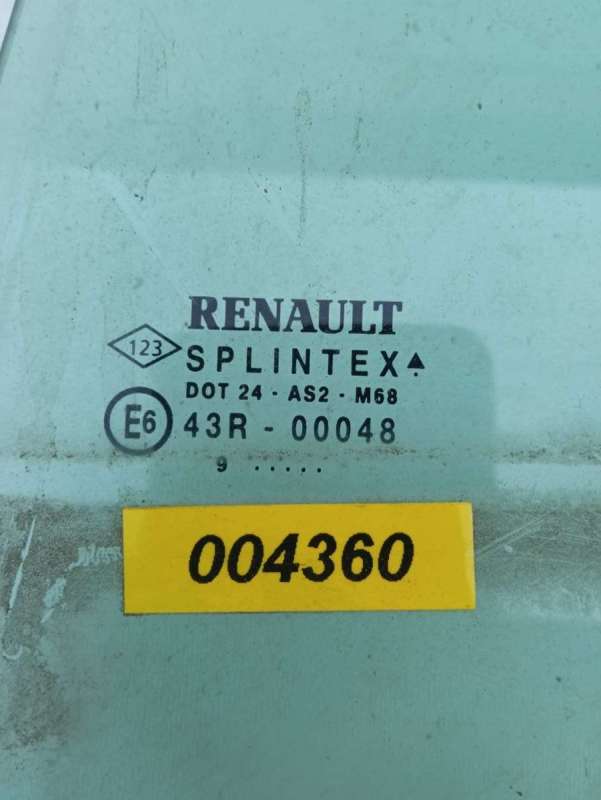 RENAULT
123
SPLINTEX
DOT 24 - AS2 - M68
E6 43R - 00048
9 .....
004360